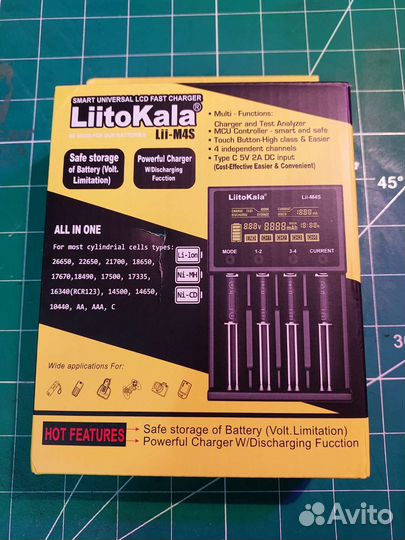 SMART UNIVERSAL LCD FAST CHARGER
LiitoKala®
Lii-M4S
Safe storage
of Battery (Volt.
Limitation)
Powerful Charger
W/Discharging
Fucction
• Multi - Functions:
Charger and Test Analyzer
• MCU Controller - smart and safe
• Touch Button-High class & Easier
• 4 independent channels
• Type C 5V 2A DC input
(Cost-Effective Easier & Convenient)
ALL IN ONE
For most cylindrial cells types:
26650, 22650, 21700, 18650,
17670,18490, 17500, 17335,
16340(RCR123), 14500, 14650,
10440, AA, AAA, C
Li-lon
Ni-MH
Ni-CD
LiitoKala®
Lii-M4S
MODE
1-2
3-4
CURRENT
Wide applications For:
HOT FEATURES
Safe storage of Battery (Volt.Limitation)
Powerful Charger W/Discharging Fucction
45°
Avito